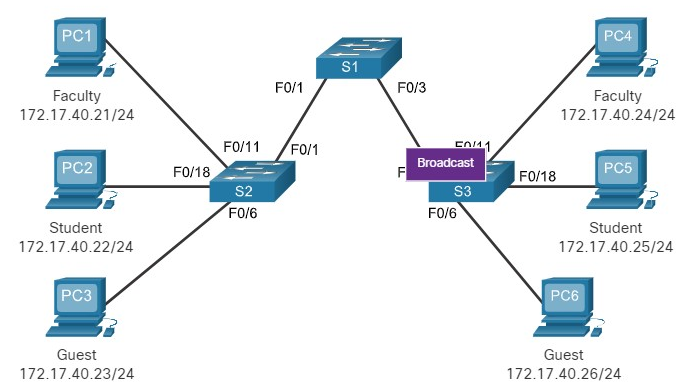 PC1
Faculty
172.17.40.21/24
PC2
Student
172.17.40.22/24
PC3
Guest
172.17.40.23/24
S1
F0/1
F0/3
F0/11
F0/1
F0/18
S2
F0/6
Broadcast
F0/11
F
S3
F0/18
F0/6
PC4
Faculty
172.17.40.24/24
PC5
Student
172.17.40.25/24
PC6
Guest
172.17.40.26/24